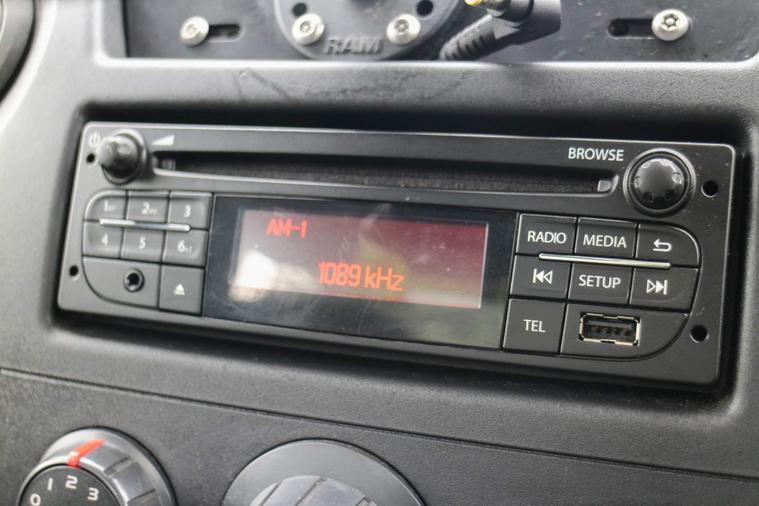 RAM
BROWSE
1 2 3
4 5 6
AM-1
1089 kHz
RADIO MEDIA
SETUP
TEL
0 1 2 3